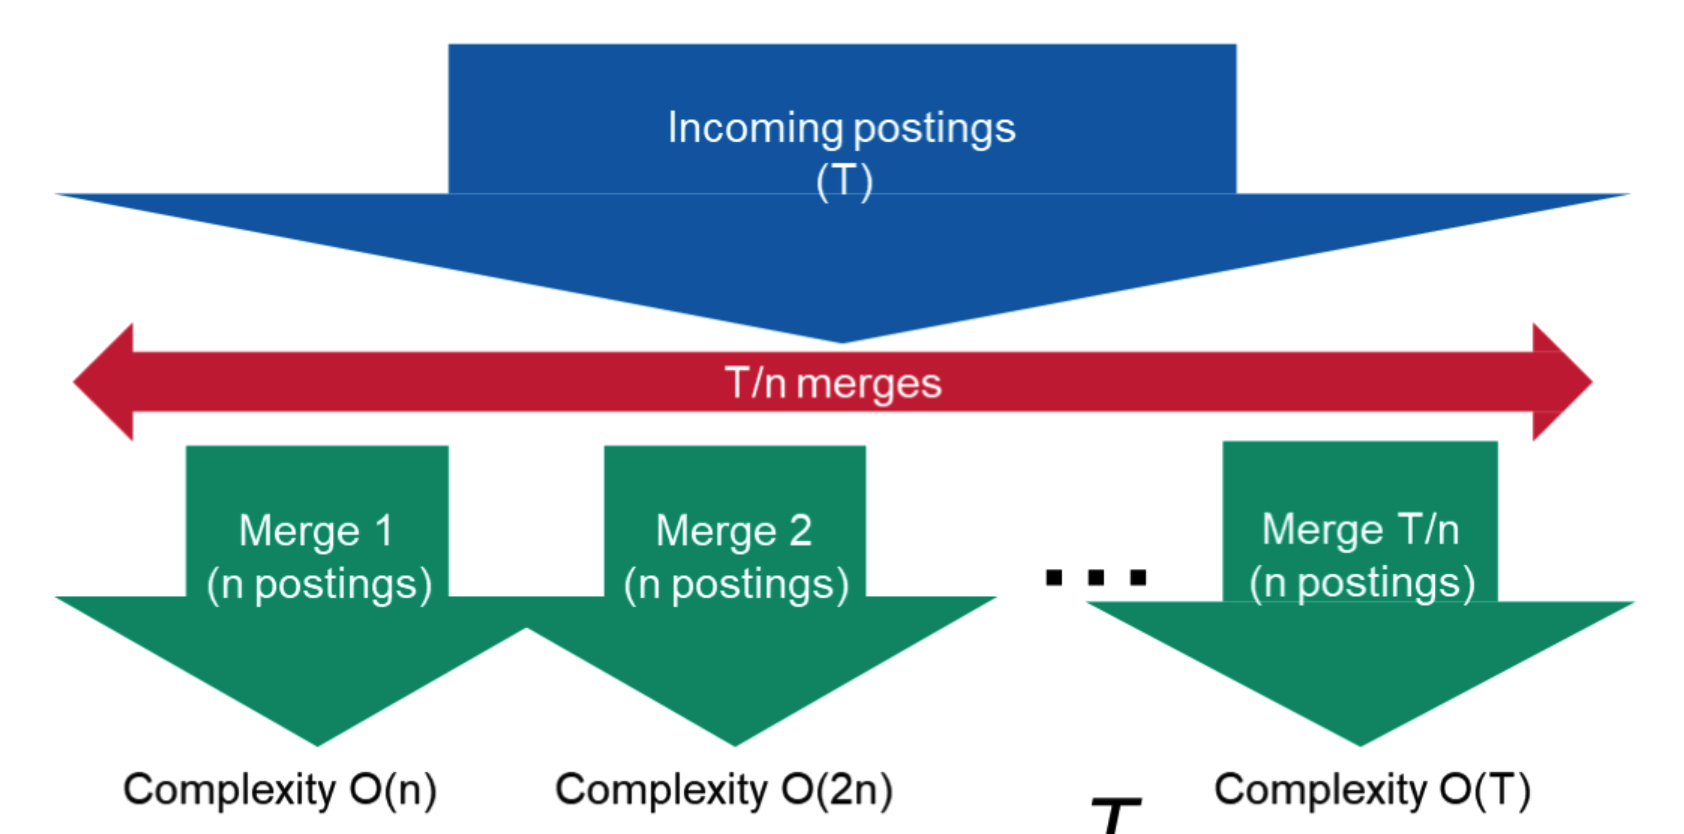 Incoming postings
(T)
T/n merges
Merge 1
(n postings)
Merge 2
(n postings)
...
Merge T/n
(n postings)
Complexity O(n)
Complexity O(2n)
Complexity O(T)
T